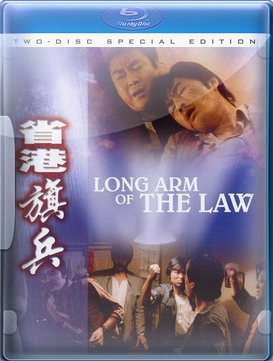 Blu-ray Disc
TWO-DISC SPECIAL EDITION
省港旗兵
LONG ARM
OF THE LAW